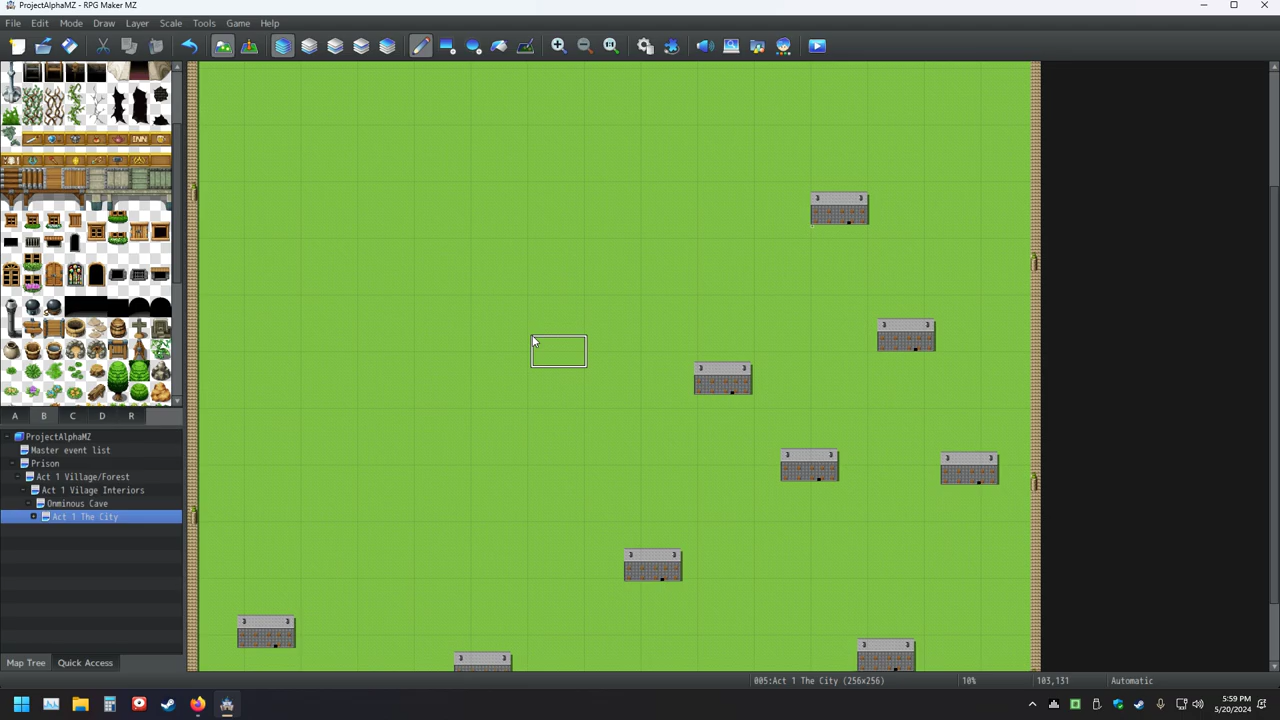 ProjectAlphaMZ - RPG Maker MZ
File Edit Mode Draw Layer Scale Tools Game Help
INN
A B C D R
ProjectAlphaMZ
Master event list
Prison
Act 1 Village/Forest
Act 1 Vilage Interiors
Onminous Cave
Act 1 The City
Map Tree Quick Access
005:Act 1 The City (256x256) 10% 103,131 Automatic
5:59 PM
5/20/2024